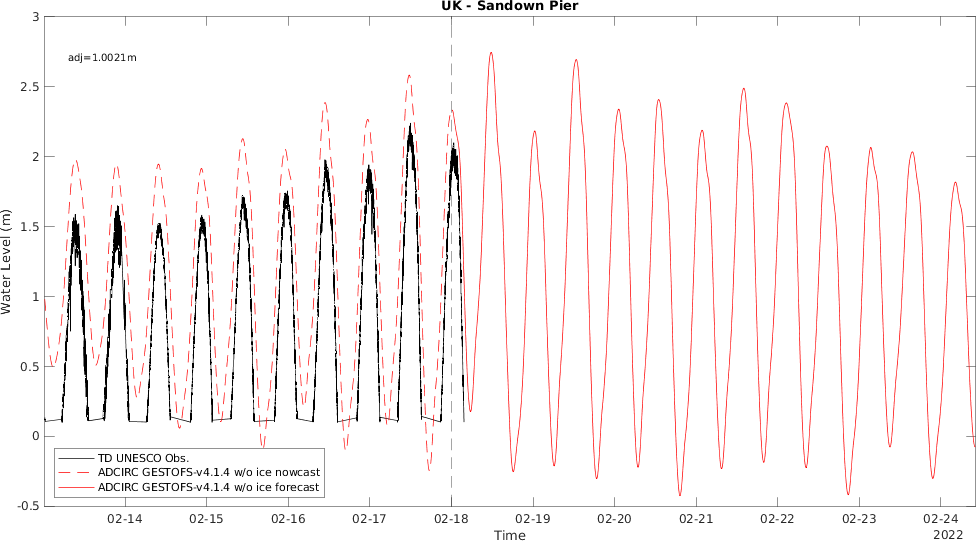 UK - Sandown Pier
adj=1.0021m
Water Level (m)
3
2.5
2
1.5
1
0.5
0
-0.5
TD UNESCO Obs.
ADCIRC GESTOFS-v4.1.4 w/o ice nowcast
ADCIRC GESTOFS-v4.1.4 w/o ice forecast
02-14 02-15 02-16 02-17 02-18 02-19 02-20 02-21 02-22 02-23 02-24
Time
2022